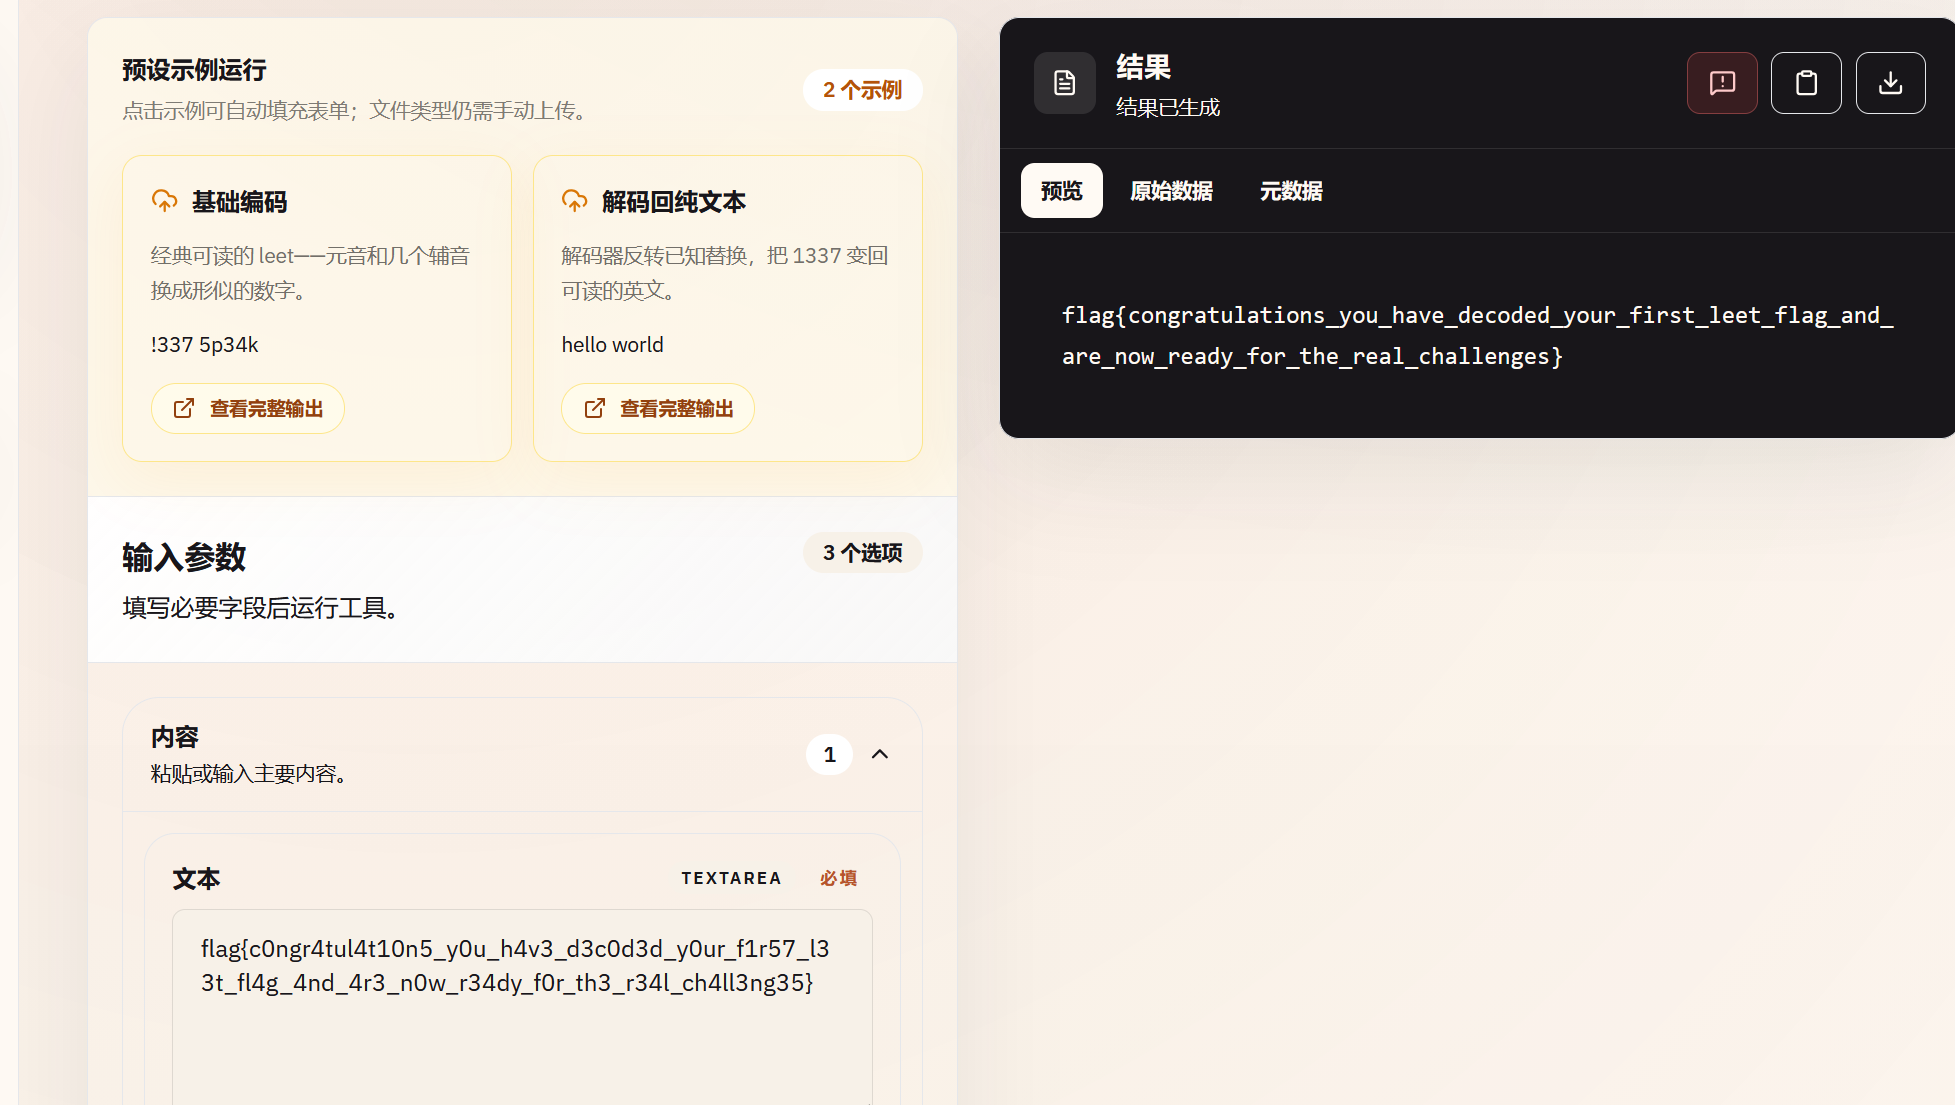 预设示例运行
点击示例可自动填充表单；文件类型仍需手动上传。
2 个示例
基础编码
经典可读的 leet——元音和几个辅音
换成形似的数字。
!337 5p34k
查看完整输出
解码回纯文本
解码器反转已知替换，把 1337 变回
可读的英文。
hello world
查看完整输出
输入参数
填写必要字段后运行工具。
3 个选项
内容
粘贴或输入主要内容。
1
文本
TEXTAREA
必填
flag{c0ngr4tul4t10n5_y0u_h4v3_d3c0d3d_y0ur_f1r57_l3
3t_fl4g_4nd_4r3_n0w_r34dy_f0r_th3_r34l_ch4ll3ng35}
结果
结果已生成
预览
原始数据
元数据
flag{congratulations_you_have_decoded_your_first_leet_flag_and_
are_now_ready_for_the_real_challenges}